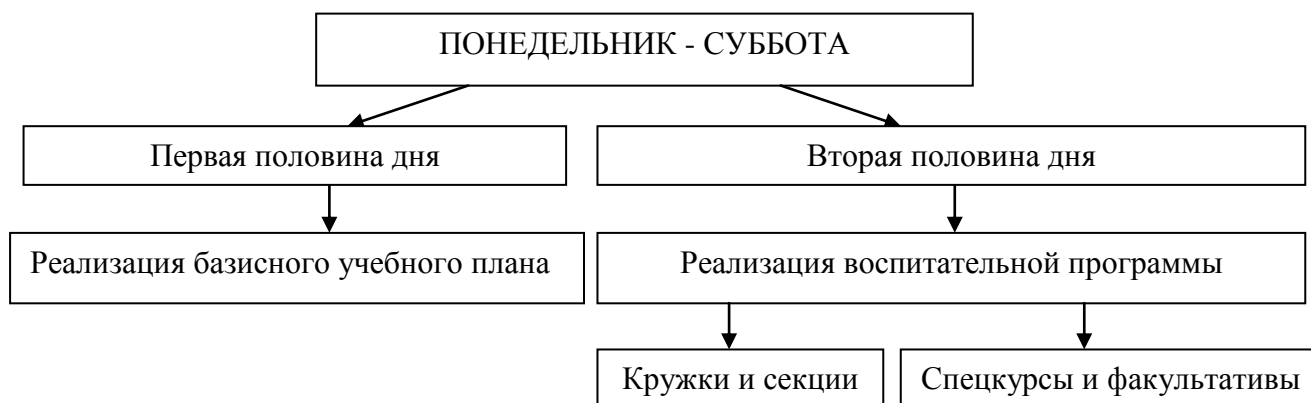 ПОНЕДЕЛЬНИК - СУББОТА
Первая половина дня
Вторая половина дня
Реализация базисного учебного плана
Реализация воспитательной программы
Кружки и секции
Спецкурсы и факультативы